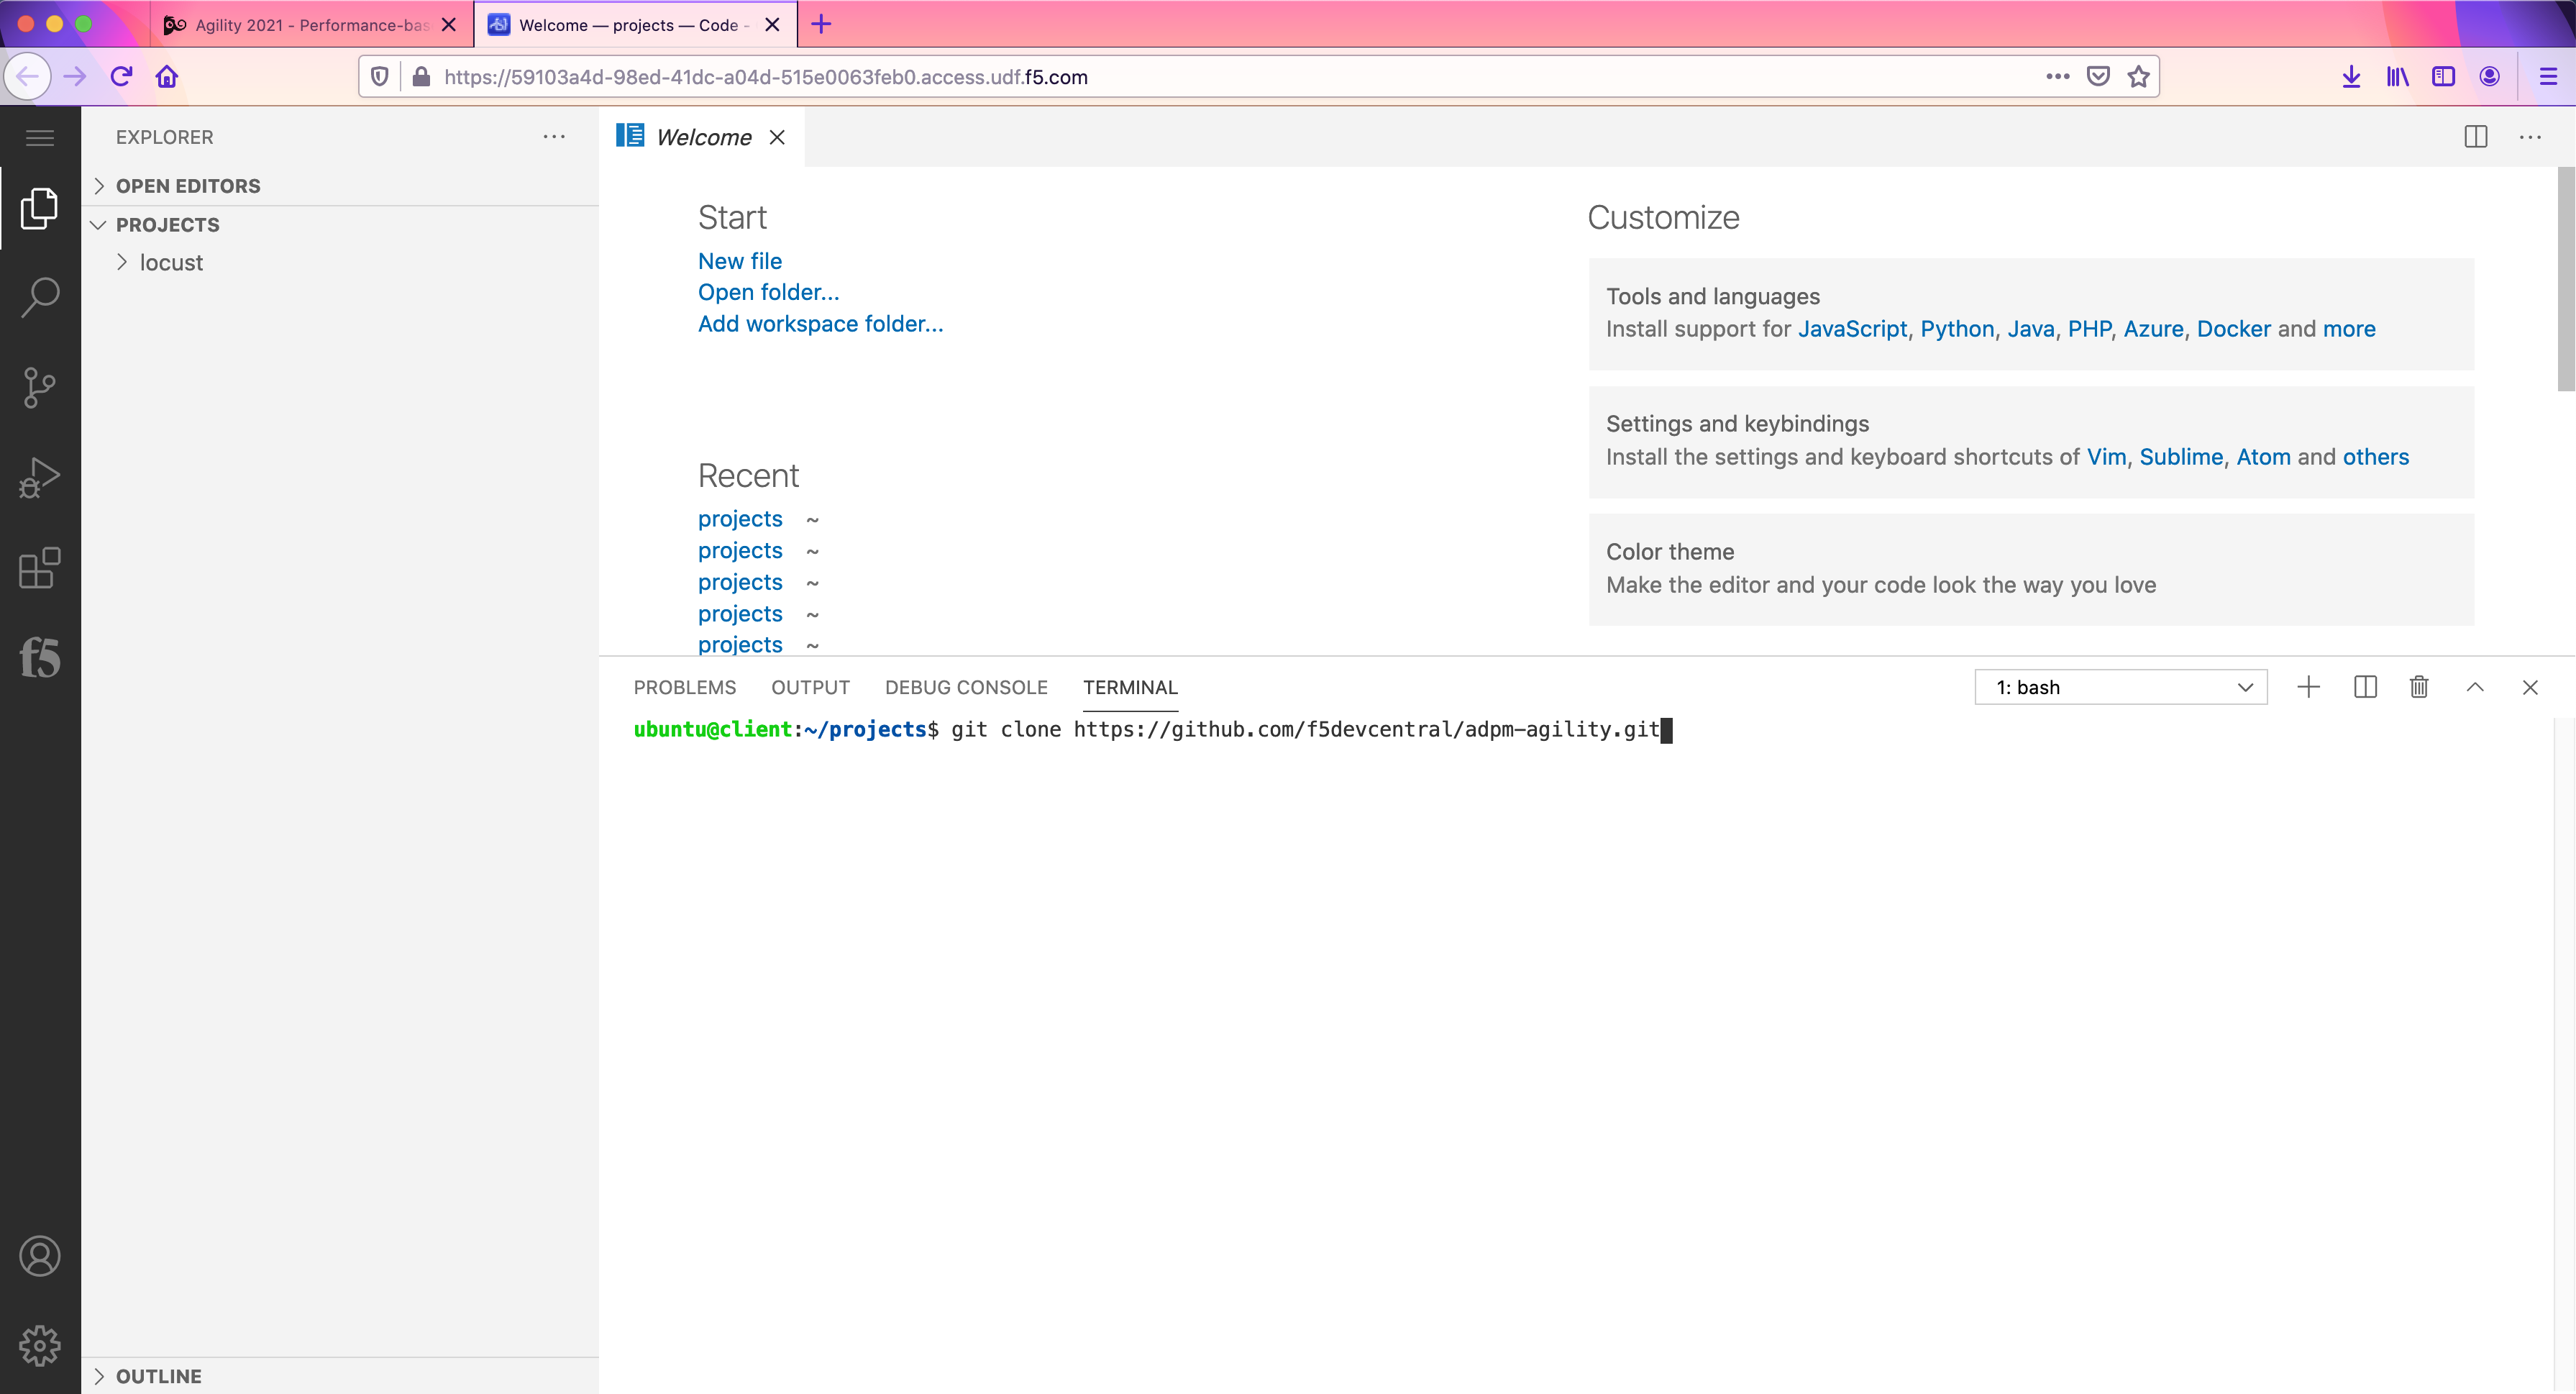 Agility 2021 - Performance-bas
Welcome — projects — Code -
https://59103a4d-98ed-41dc-a04d-515e0063feb0.access.udf.f5.com
EXPLORER
OPEN EDITORS
PROJECTS
locust
f5
OUTLINE
Welcome
Start
New file
Open folder...
Add workspace folder...
Recent
projects ~
projects ~
projects ~
projects ~
projects ~
Customize
Tools and languages
Install support for JavaScript, Python, Java, PHP, Azure, Docker and more
Settings and keybindings
Install the settings and keyboard shortcuts of Vim, Sublime, Atom and others
Color theme
Make the editor and your code look the way you love
PROBLEMS OUTPUT DEBUG CONSOLE TERMINAL 1: bash
ubuntu@client:~/projects$ git clone https://github.com/f5devcentral/adpm-agility.git